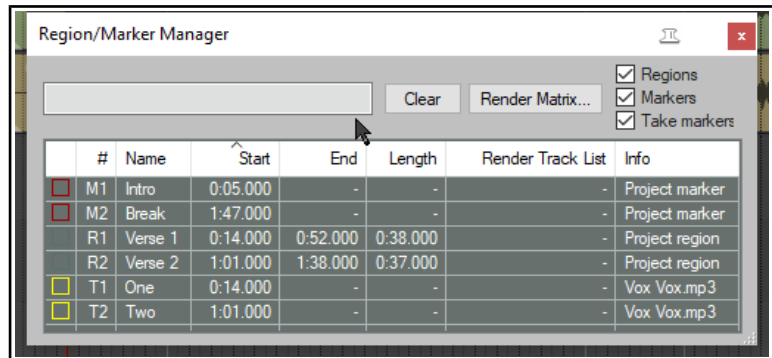 Region/Marker Manager
Clear Render Matrix...
Regions
Markers
Take markers
# Name Start End Length Render Track List Info
M1 Intro 0:05.000 - - - Project marker
M2 Break 1:47.000 - - - Project marker
R1 Verse 1 0:14.000 0:52.000 0:38.000 - Project region
R2 Verse 2 1:01.000 1:38.000 0:37.000 - Project region
T1 One 0:14.000 - - - Vox Vox.mp3
T2 Two 1:01.000 - - - Vox Vox.mp3